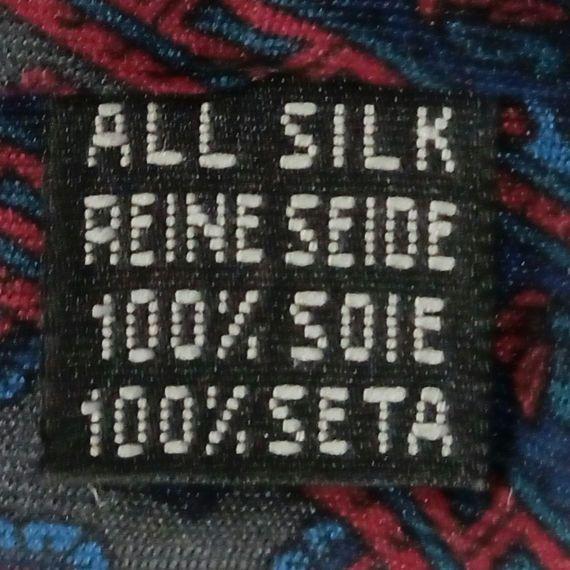 ALL SILK
REINE SEIDE
100% SOIE
100% SETA